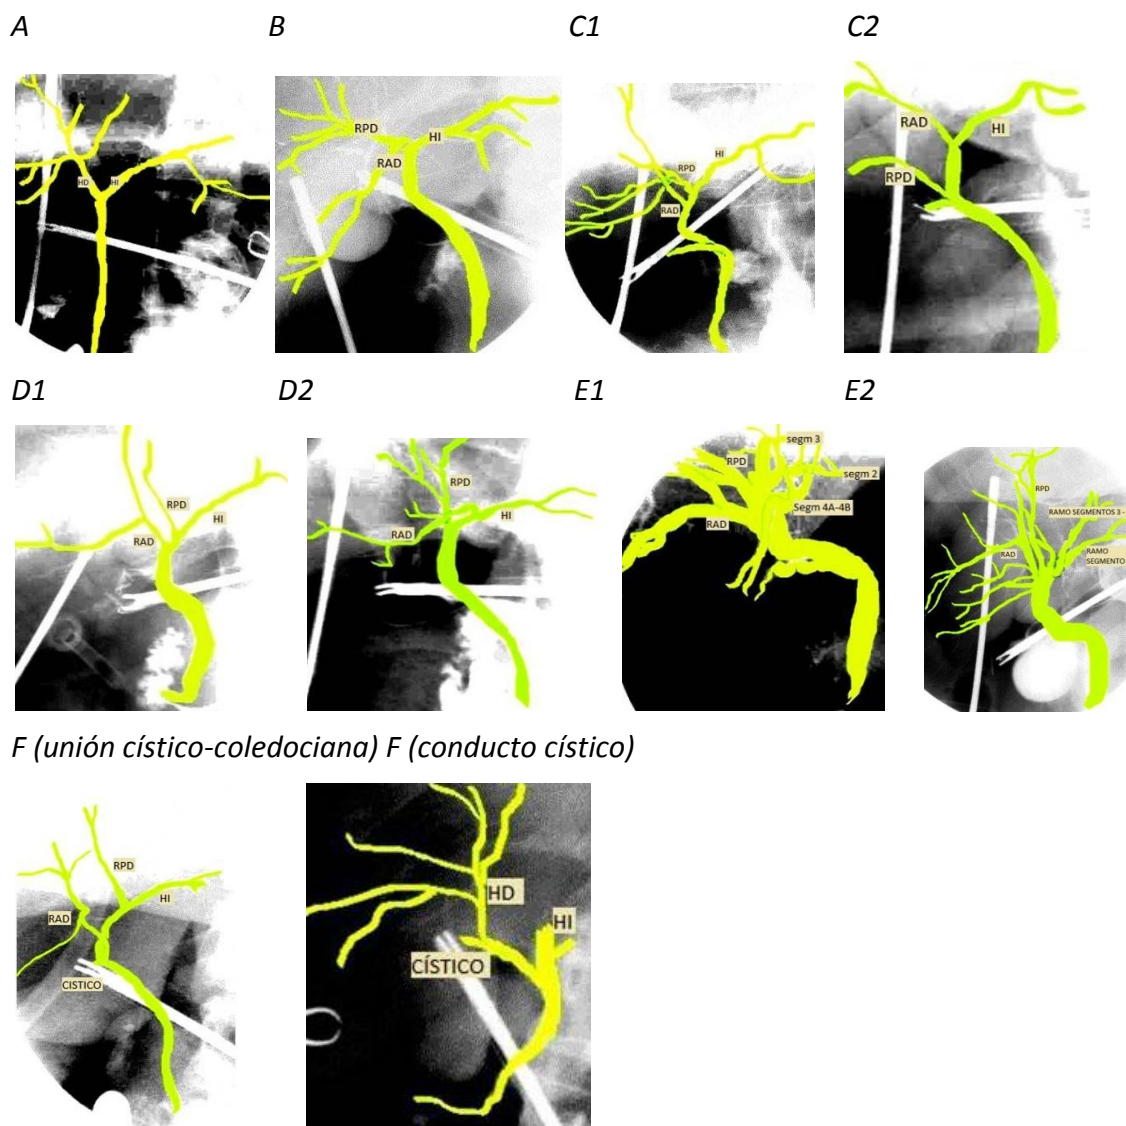 A B C1 C2
HD HI
RPD HI RAD
RPD HI RAD
RAD HI RPD
D1 D2 E1 E2
RPD HI RAD
RPD RAD HI
segm 3
RPD
segm 2
Segm 4A-4B
RAD
RPD
RAMO SEGMENTOS 3 -
RAD
RAMO
SEGMENTO
F (unión cístico-coledociana) F (conducto cístico)
RPD
HI
RAD
CISTICO
HD
HI
CÍSTICO